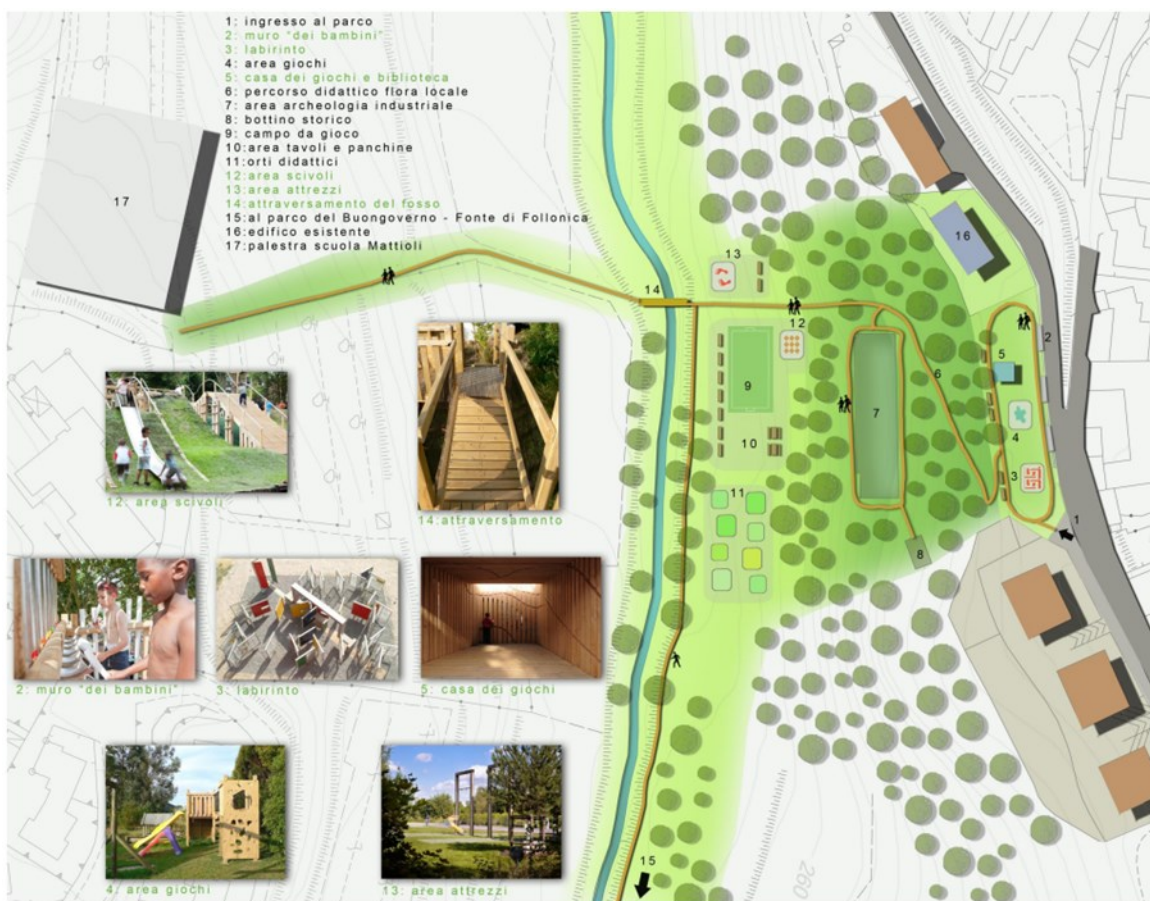 1: ingresso al parco
2: muro "dei bambini"
3: labirinto
4: area giochi
5: casa dei giochi e biblioteca
6: percorso didattico flora locale
7: area archeologia industriale
8: bottino storico
9: campo da gioco
10:area tavoli e panchine
11:orti didattici
12:area scivoli
13:area attrezzi
14:attraversamento del fosso
15:al parco del Buongoverno - Fonte di Follonica
16:edifico esistente
17:palestra scuola Mattioli
17
16
13
14
12
2
5
6
9
7
4
10
3
11
1
8
12: area scivoli
14:attraversamento
2: muro "dei bambini"
3: labirinto
5: casa dei giochi
15
260
4: area giochi
13: area attrezzi